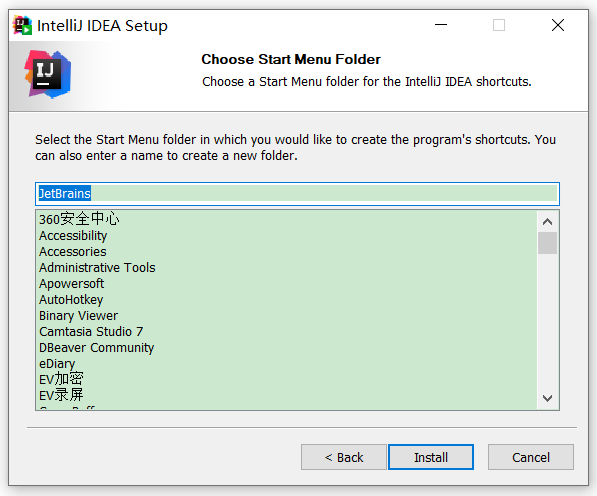 IntelliJ IDEA Setup
IJ
Choose Start Menu Folder
Choose a Start Menu folder for the IntelliJ IDEA shortcuts.
Select the Start Menu folder in which you would like to create the program's shortcuts. You
can also enter a name to create a new folder.
JetBrains
360安全中心
Accessibility
Accessories
Administrative Tools
Apowersoft
AutoHotkey
Binary Viewer
Camtasia Studio 7
DBeaver Community
eDiary
EV加密
EV录屏
< Back
Install
Cancel